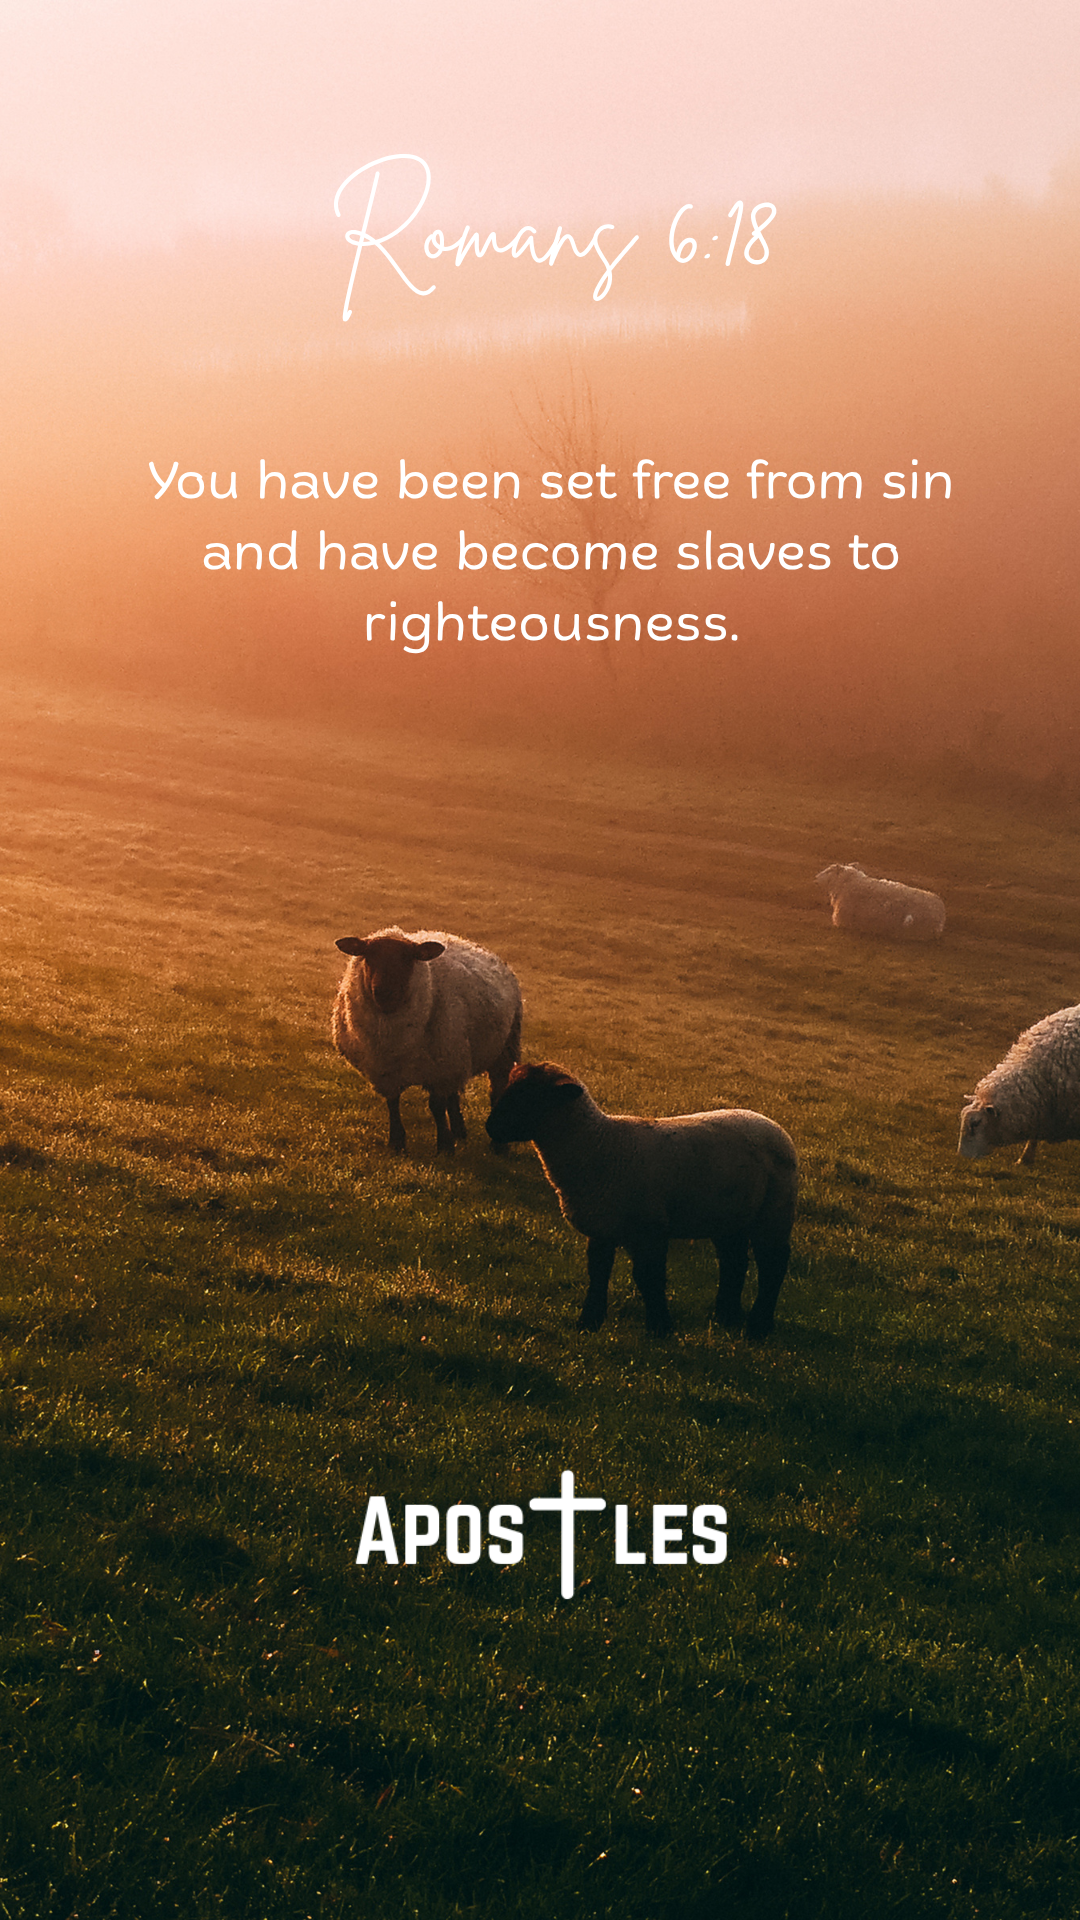 Romans 6:18
You have been set free from sin
and have become slaves to
righteousness.
Apostles